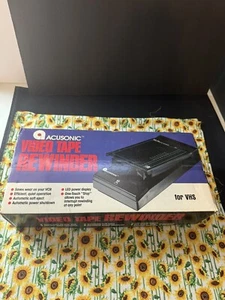 ACUSONIC
VIDEO TAPE
REWINDER
Saves wear on your VCR
Efficient, quiet operation
Automatic soft eject
Automatic power shutdown
LED power display
One-Touch "Stop"
allows you to
interrupt rewinding
at any point
for VHS
VIDEO TAPE REWINDER